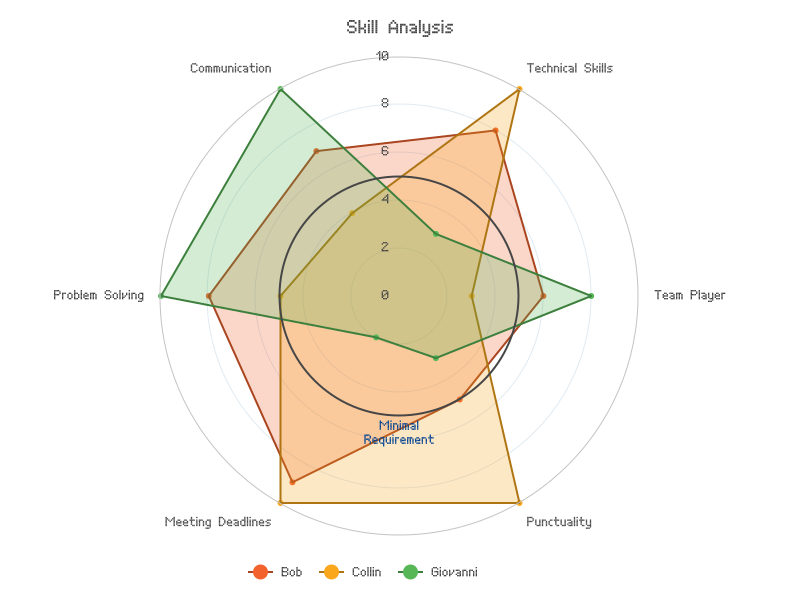 Skill Analysis
10
Communication
Technical Skills
8
6
4
2
Problem Solving
0
Team Player
Minimal
Requirement
Meeting Deadlines
Punctuality
Bob
Collin
Giovanni